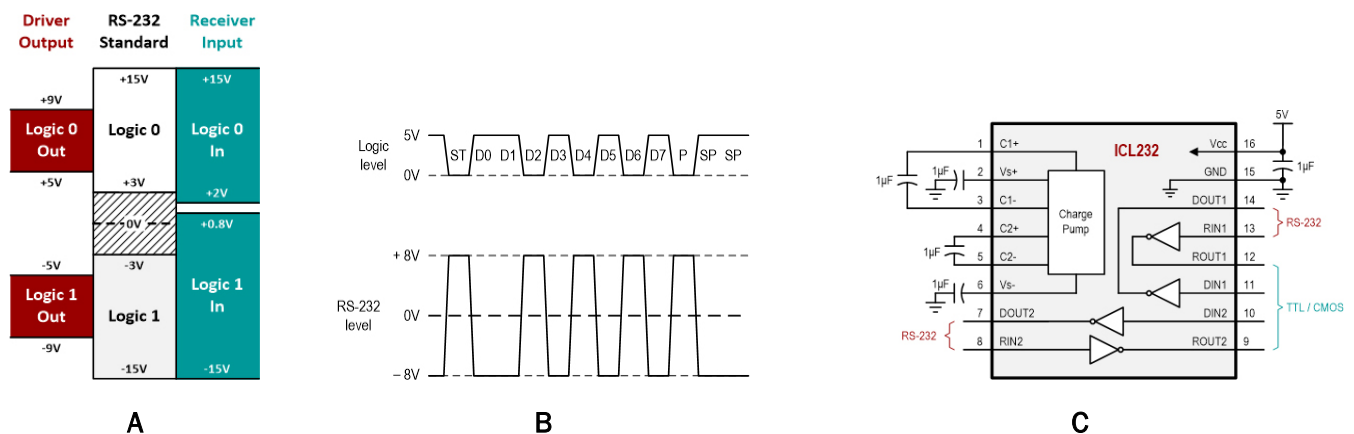 Driver
Output
RS-232
Standard
Receiver
Input
+15V
+15V
+9V
Logic 0
Out
Logic 0
Logic 0
In
+5V
+3V
+2V
0V
+0.8V
-5V
-3V
Logic 1
Out
Logic 1
Logic 1
In
-9V
-15V
-15V
A
Logic
level
5V
0V
ST D0 D1 D2 D3 D4 D5 D6 D7 P SP SP
RS-232
level
+ 8V
0V
– 8V
B
ICL232
5V
1 C1+
Vcc 16
1µF
2 Vs+
1µF
GND 15
1µF
3 C1-
DOUT1 14
Charge
Pump
RS-232
4 C2+
RIN1 13
1µF
5 C2-
ROUT1 12
1µF
6 Vs-
DIN1 11
TTL / CMOS
7 DOUT2
DIN2 10
RS-232
8 RIN2
ROUT2 9
C